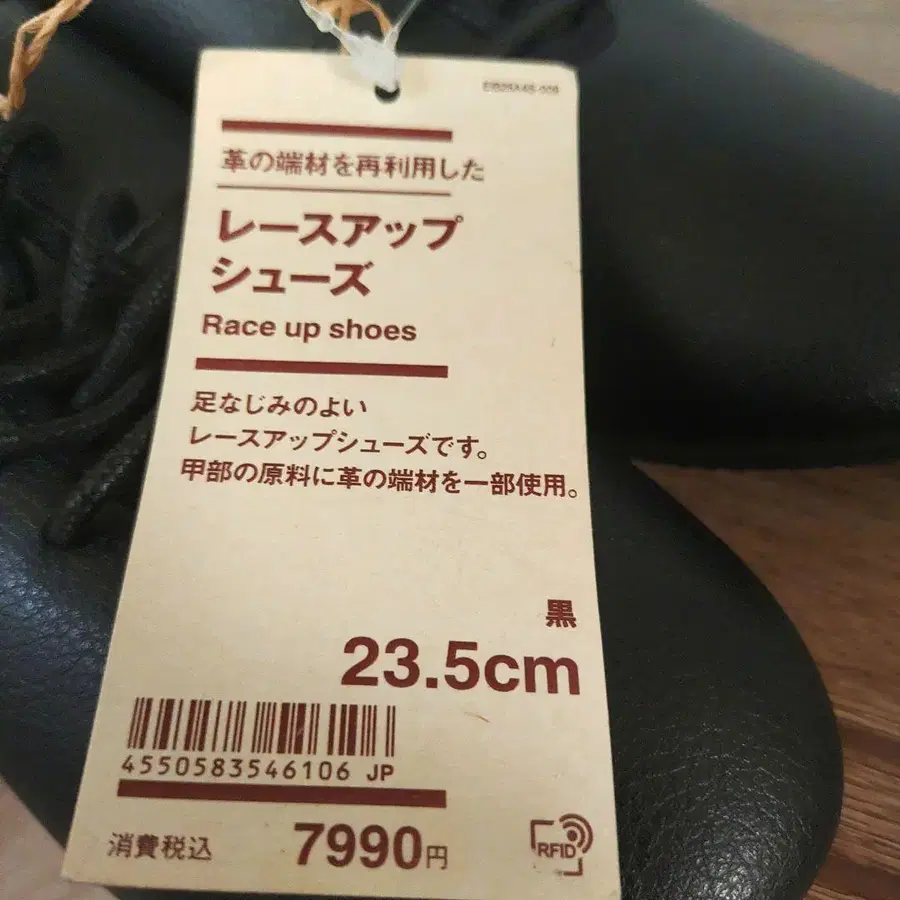 革の端材を再利用した
レースアップ
シューズ
Race up shoes
足なじみのよい
レースアップシューズです。
甲部の原料に革の端材を一部使用。
黒
23.5cm
4550583546106 JP
消費税込 7990円
RFID